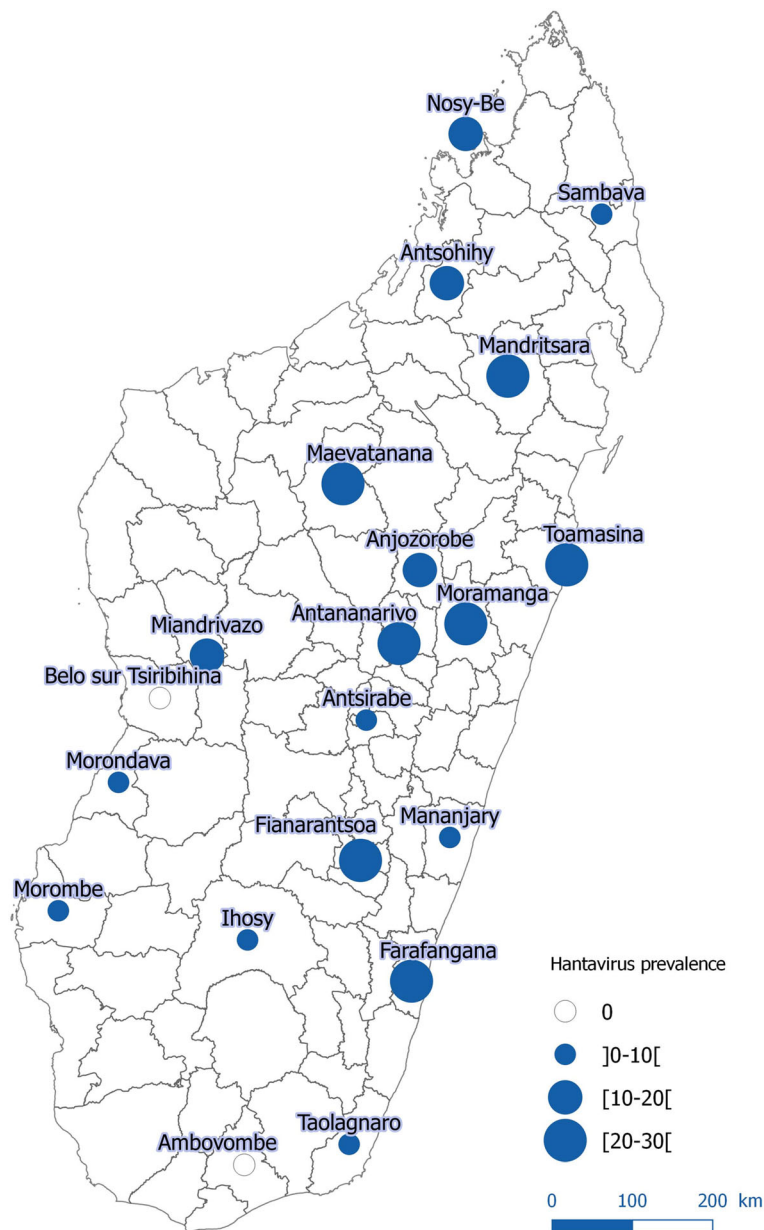 Nosy-Be
Sambava
Antsohihy
Mandritsara
Maevatanana
Anjozorobe
Toamasina
Moramanga
Antananarivo
Miandrivazo
Belo sur Tsiribihina
Antsirabe
Morondava
Mananjary
Fianarantsoa
Morombe
Ihosy
Farafangana
Taolagnaro
Ambovombe
Hantavirus prevalence
0
]0-10[
[10-20[
[20-30[
0 100 200 km